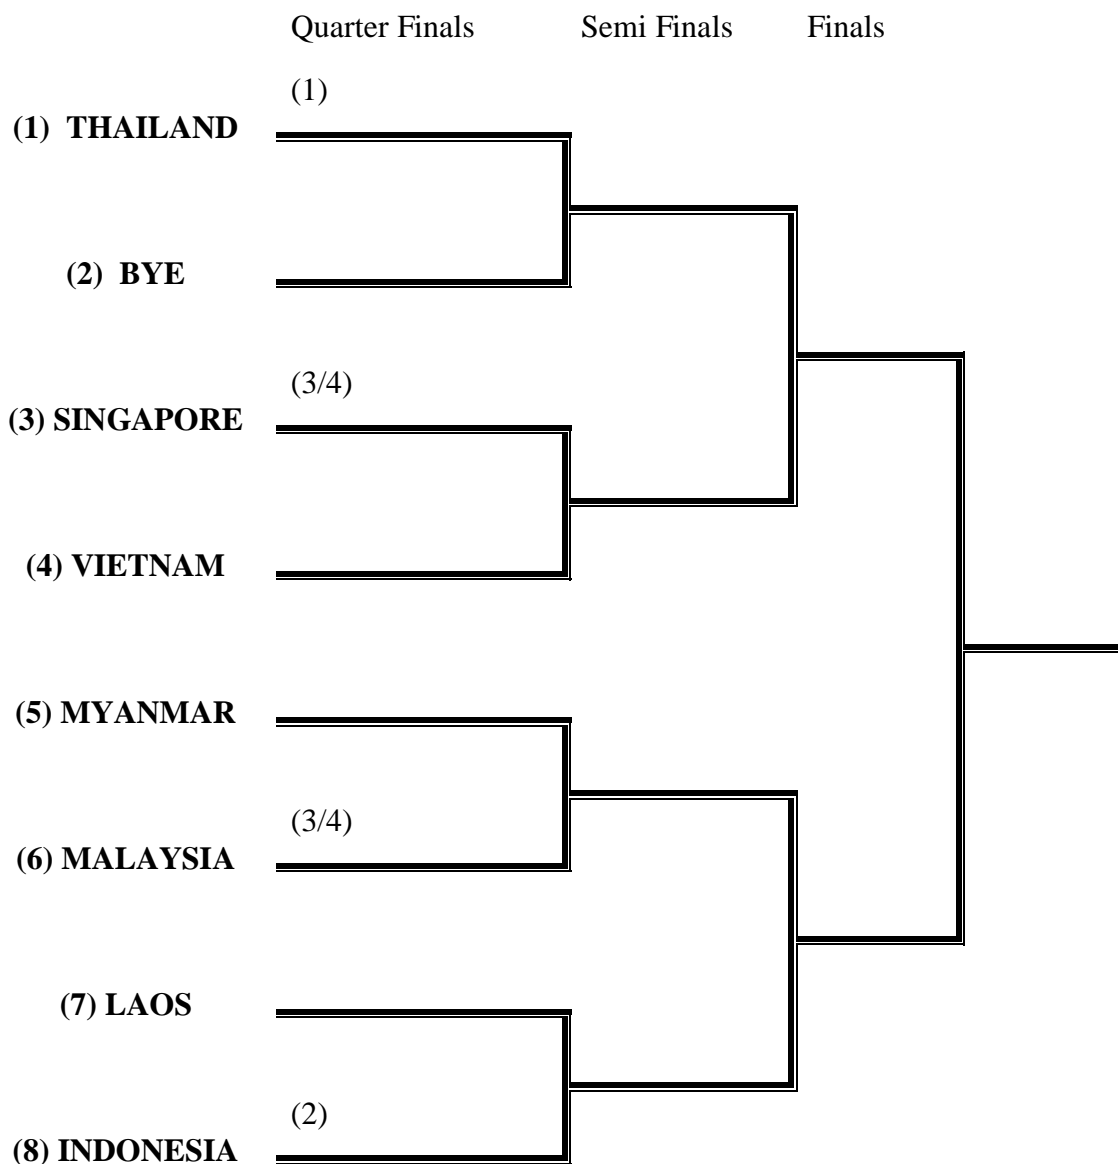 Quarter Finals Semi Finals Finals
(1)
(1) THAILAND
(2) BYE
(3/4)
(3) SINGAPORE
(4) VIETNAM
(5) MYANMAR
(3/4)
(6) MALAYSIA
(7) LAOS
(2)
(8) INDONESIA